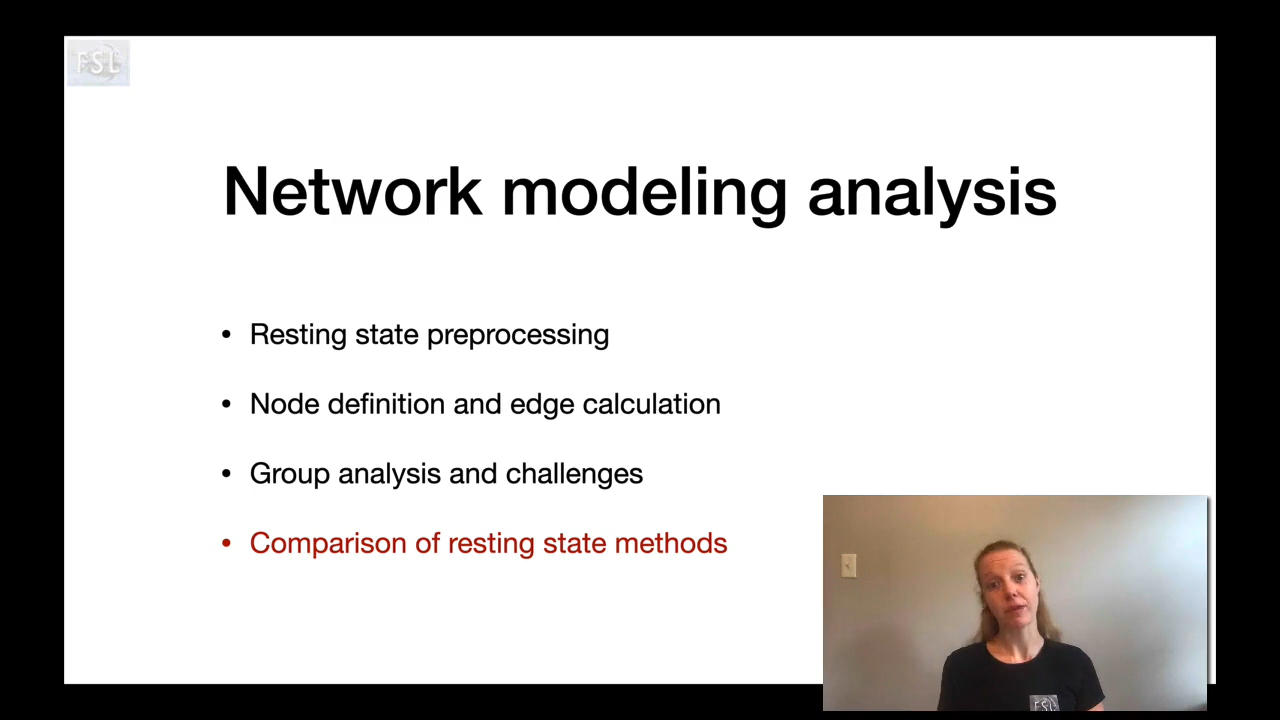 FSL
Network modeling analysis
• Resting state preprocessing
• Node definition and edge calculation
• Group analysis and challenges
• Comparison of resting state methods
FSL